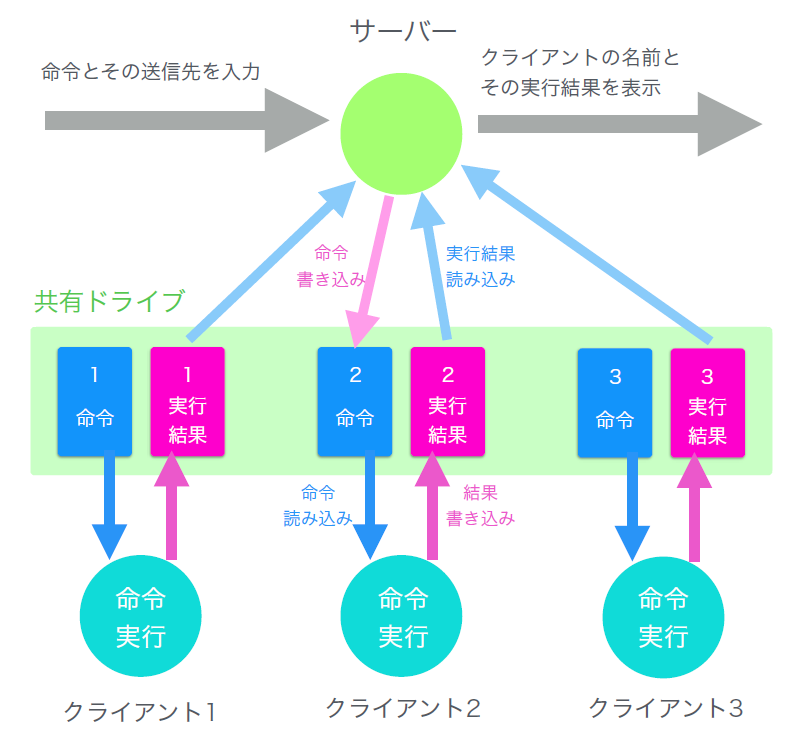 サーバー
命令とその送信先を入力
クライアントの名前と
その実行結果を表示
命令
書き込み
実行結果
読み込み
共有ドライブ
1
命令
1
実行
結果
2
命令
2
実行
結果
3
命令
3
実行
結果
命令
読み込み
結果
書き込み
命令
実行
命令
実行
命令
実行
クライアント1
クライアント2
クライアント3